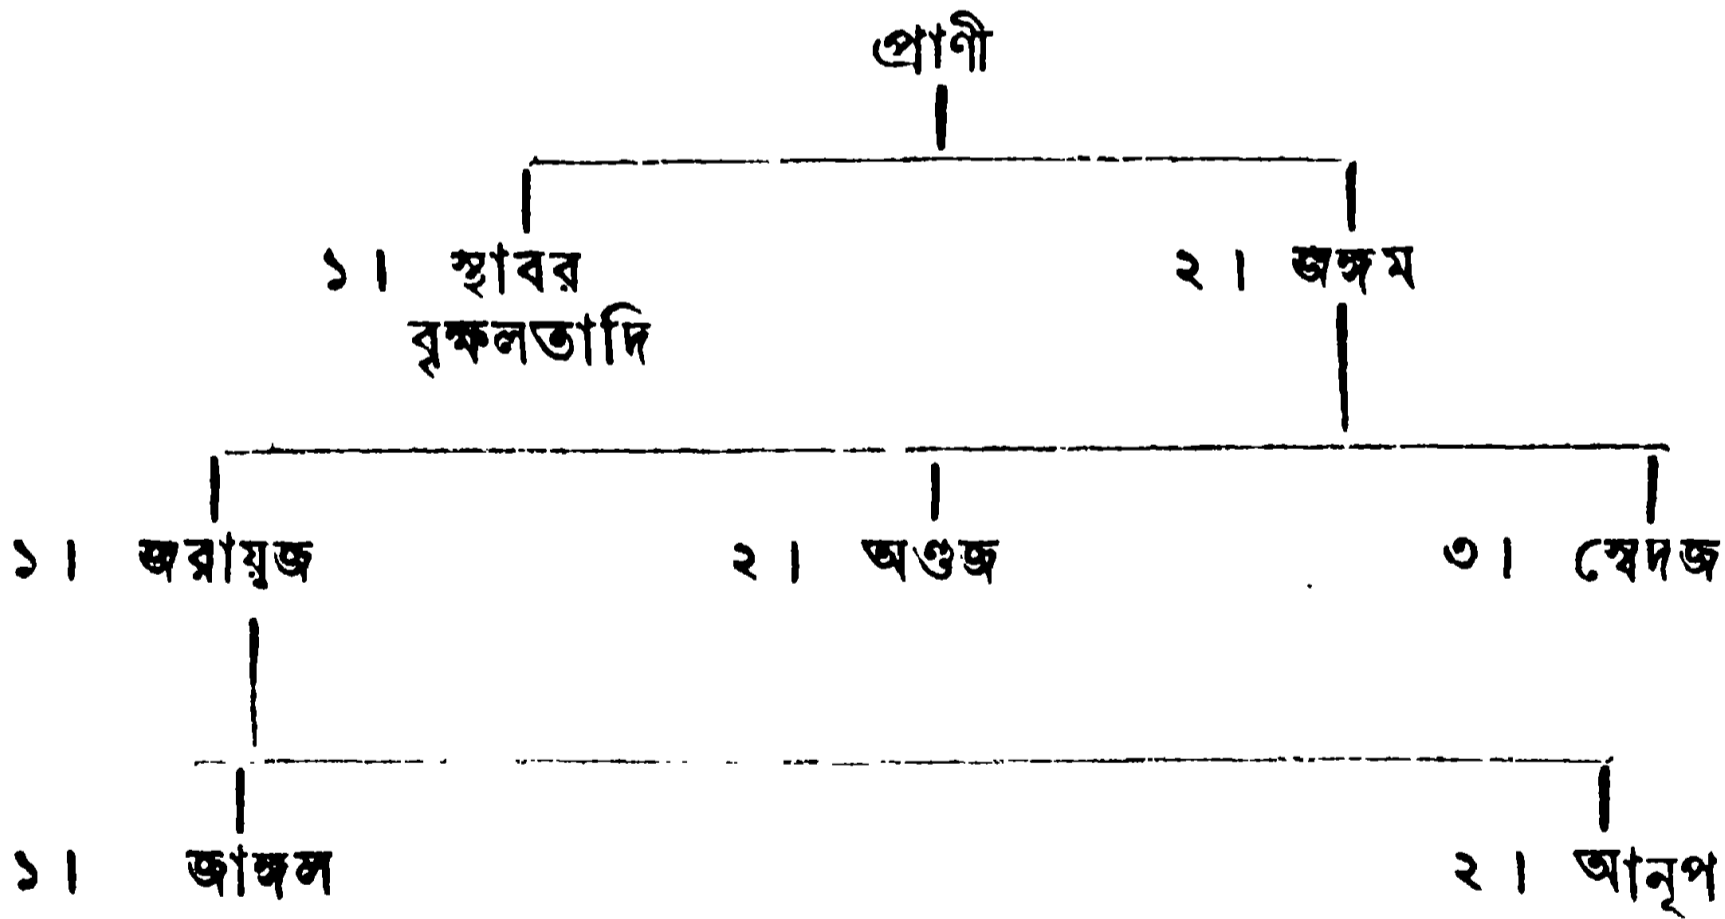 প্রাণী
১। স্থাবর ২। জঙ্গম
বৃক্ষলতাদি
১। জরায়ুজ ২। অণ্ডজ ৩। স্বেদজ
১। জাঙ্গল ২। আনূপ